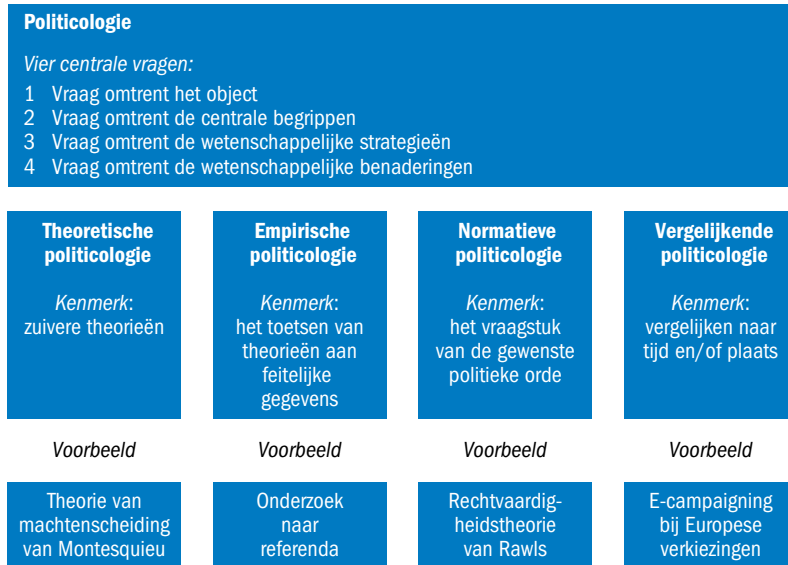 Politicologie
Vier centrale vragen:
1 Vraag omtrent het object
2 Vraag omtrent de centrale begrippen
3 Vraag omtrent de wetenschappelijke strategieën
4 Vraag omtrent de wetenschappelijke benaderingen
Theoretische
politicologie
Kenmerk:
zuivere theorieën
Empirische
politicologie
Kenmerk:
het toetsen van
theorieën aan
feitelijke
gegevens
Normatieve
politicologie
Kenmerk:
het vraagstuk
van de gewenste
politieke orde
Vergelijkende
politicologie
Kenmerk:
vergelijken naar
tijd en/of plaats
Voorbeeld
Voorbeeld
Voorbeeld
Voorbeeld
Theorie van
machtenscheiding
van Montesquieu
Onderzoek
naar
referenda
Rechtvaardig-
heidstheorie
van Rawls
E-campaigning
bij Europese
verkiezingen